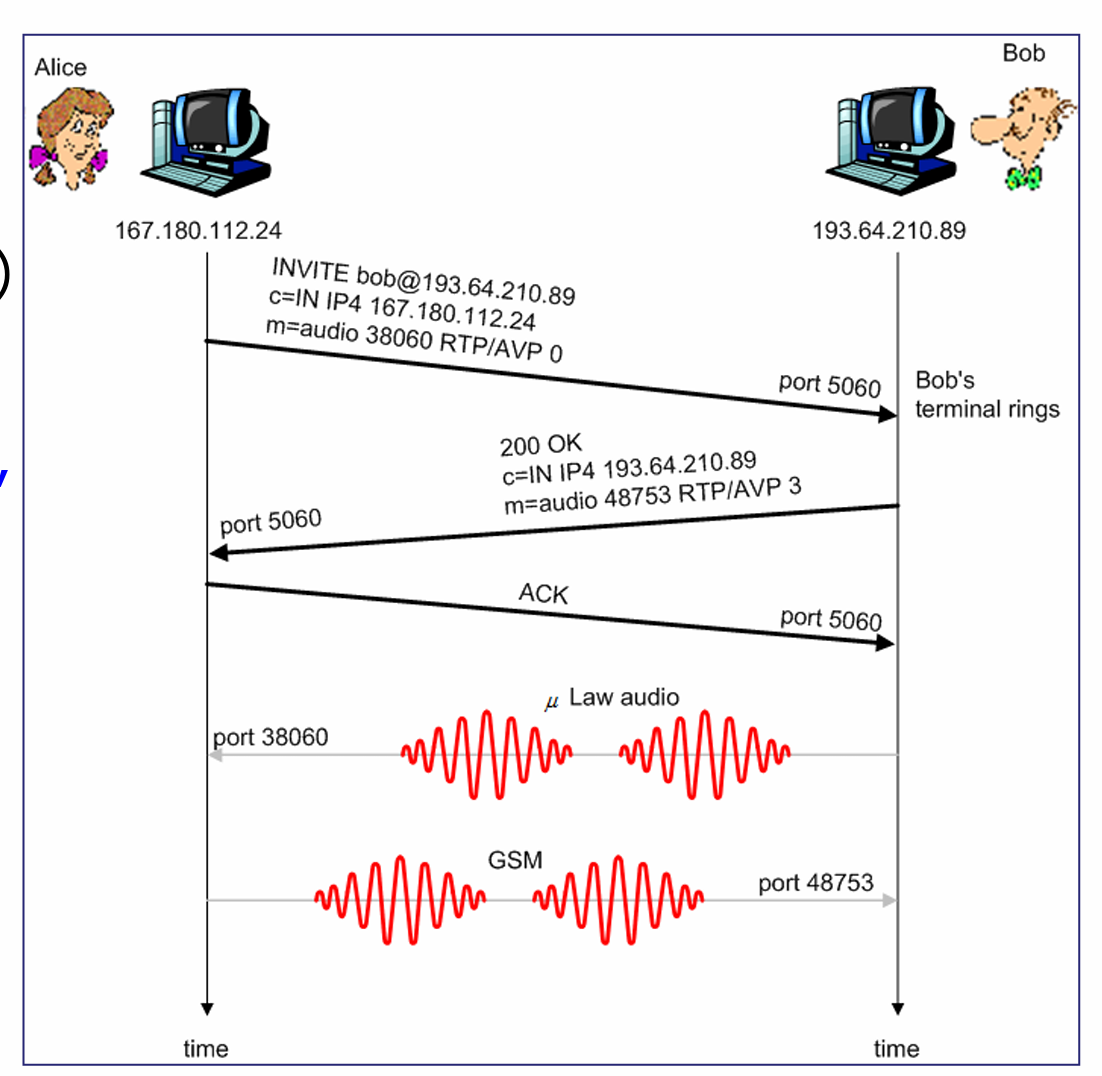 Alice
Bob
167.180.112.24
193.64.210.89
INVITE bob@193.64.210.89
c=IN IP4 167.180.112.24
m=audio 38060 RTP/AVP 0
port 5060
Bob's
terminal rings
200 OK
c=IN IP4 193.64.210.89
m=audio 48753 RTP/AVP 3
port 5060
ACK
port 5060
μ Law audio
port 38060
GSM
port 48753
time
time